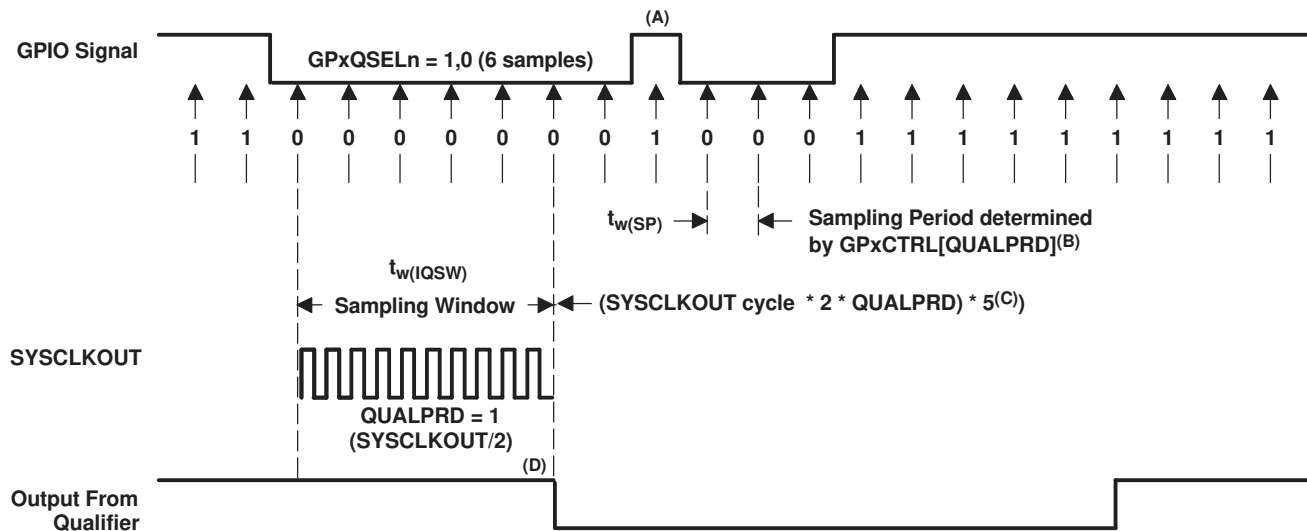 (A)
GPIO Signal
GPxQSELn = 1,0 (6 samples)
1 1 0 0 0 0 0 0 0 1 0 0 0 1 1 1 1 1 1 1 1 1
tw(SP)
Sampling Period determined
by GPxCTRL[QUALPRD](B)
tw(IQSW)
Sampling Window
(SYSCLKOUT cycle * 2 * QUALPRD) * 5(C))
SYSCLKOUT
QUALPRD = 1
(SYSCLKOUT/2)
(D)
Output From
Qualifier